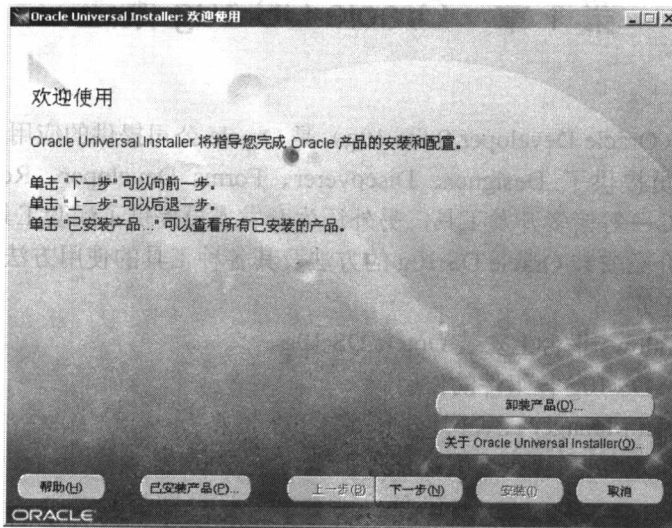 Oracle Universal Installer: 欢迎使用
欢迎使用
Oracle Universal Installer 将指导您完成 Oracle 产品的安装和配置。
单击 "下一步" 可以向前一步。
单击 "上一步" 可以后退一步。
单击 "已安装产品..." 可以查看所有已安装的产品。
卸装产品(D)...
关于 Oracle Universal Installer(O)..
帮助(H)
已安装产品(P)...
上一步(B)
下一步(N)
安装(I)
取消
ORACLE